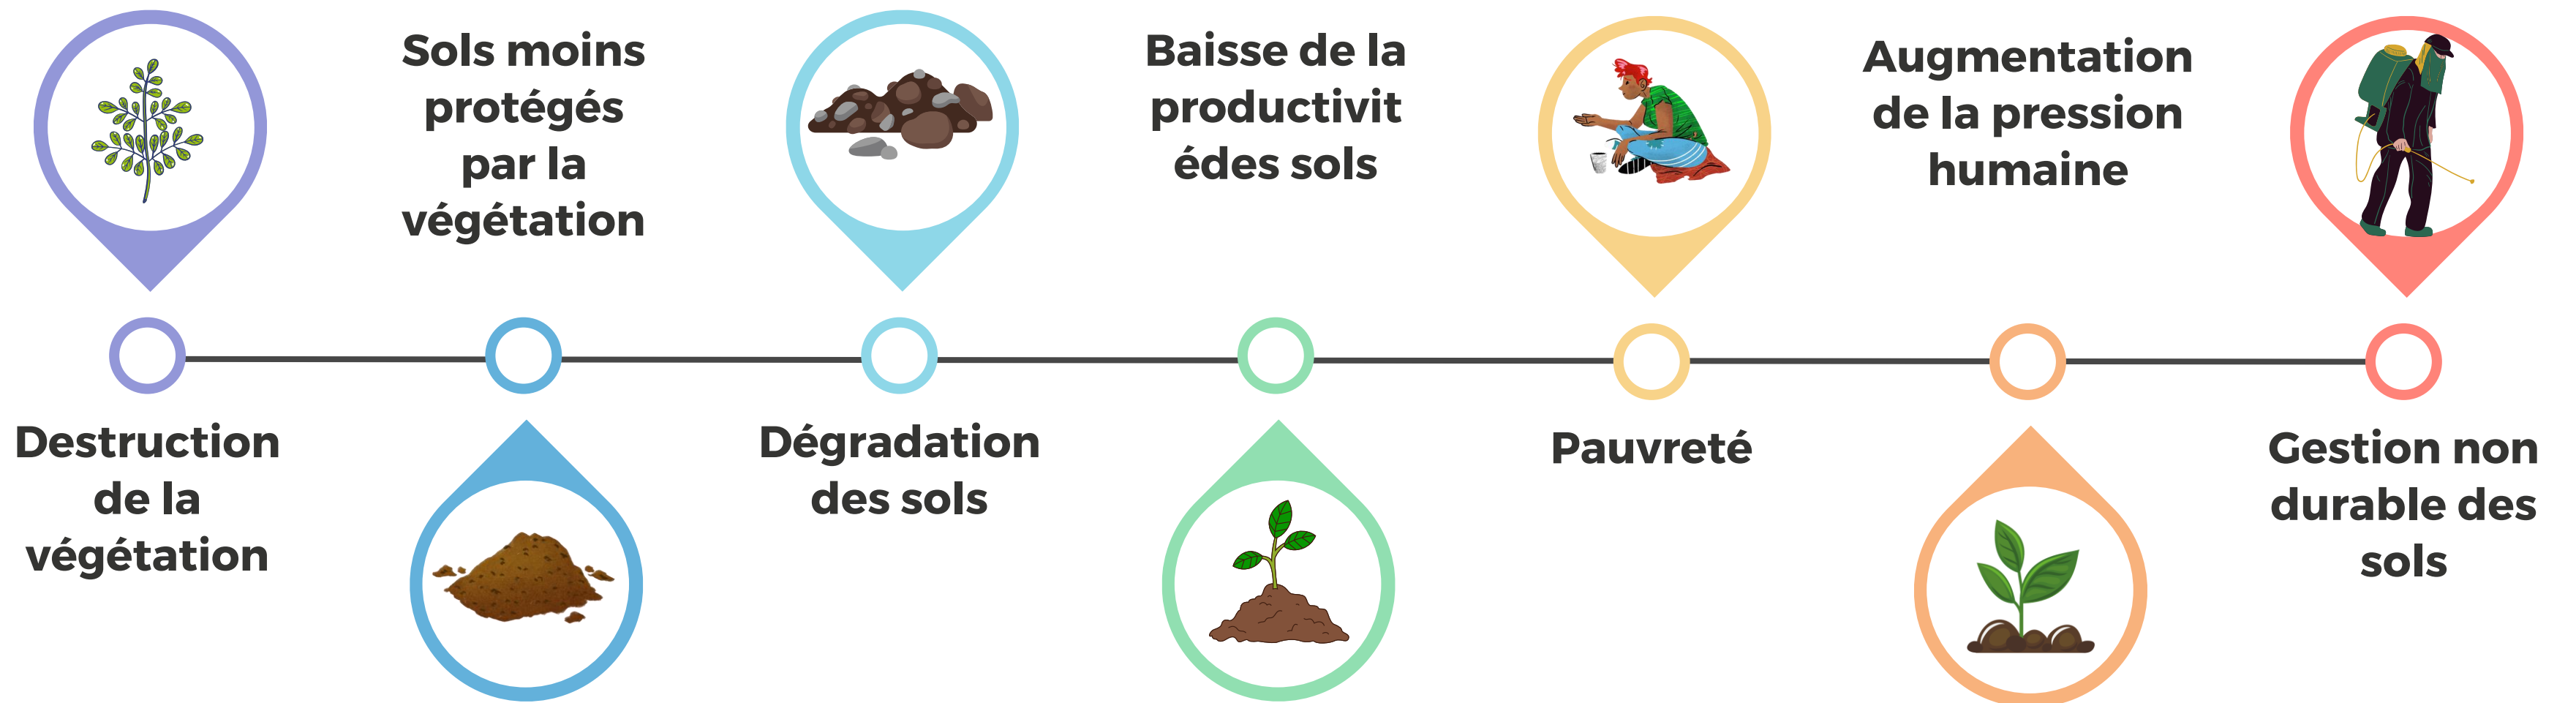 Destruction
de la
végétation
Sols moins
protégés
par la
végétation
Dégradation
des sols
Baisse de la
productivit
édes sols
Pauvreté
Augmentation
de la pression
humaine
Gestion non
durable des
sols